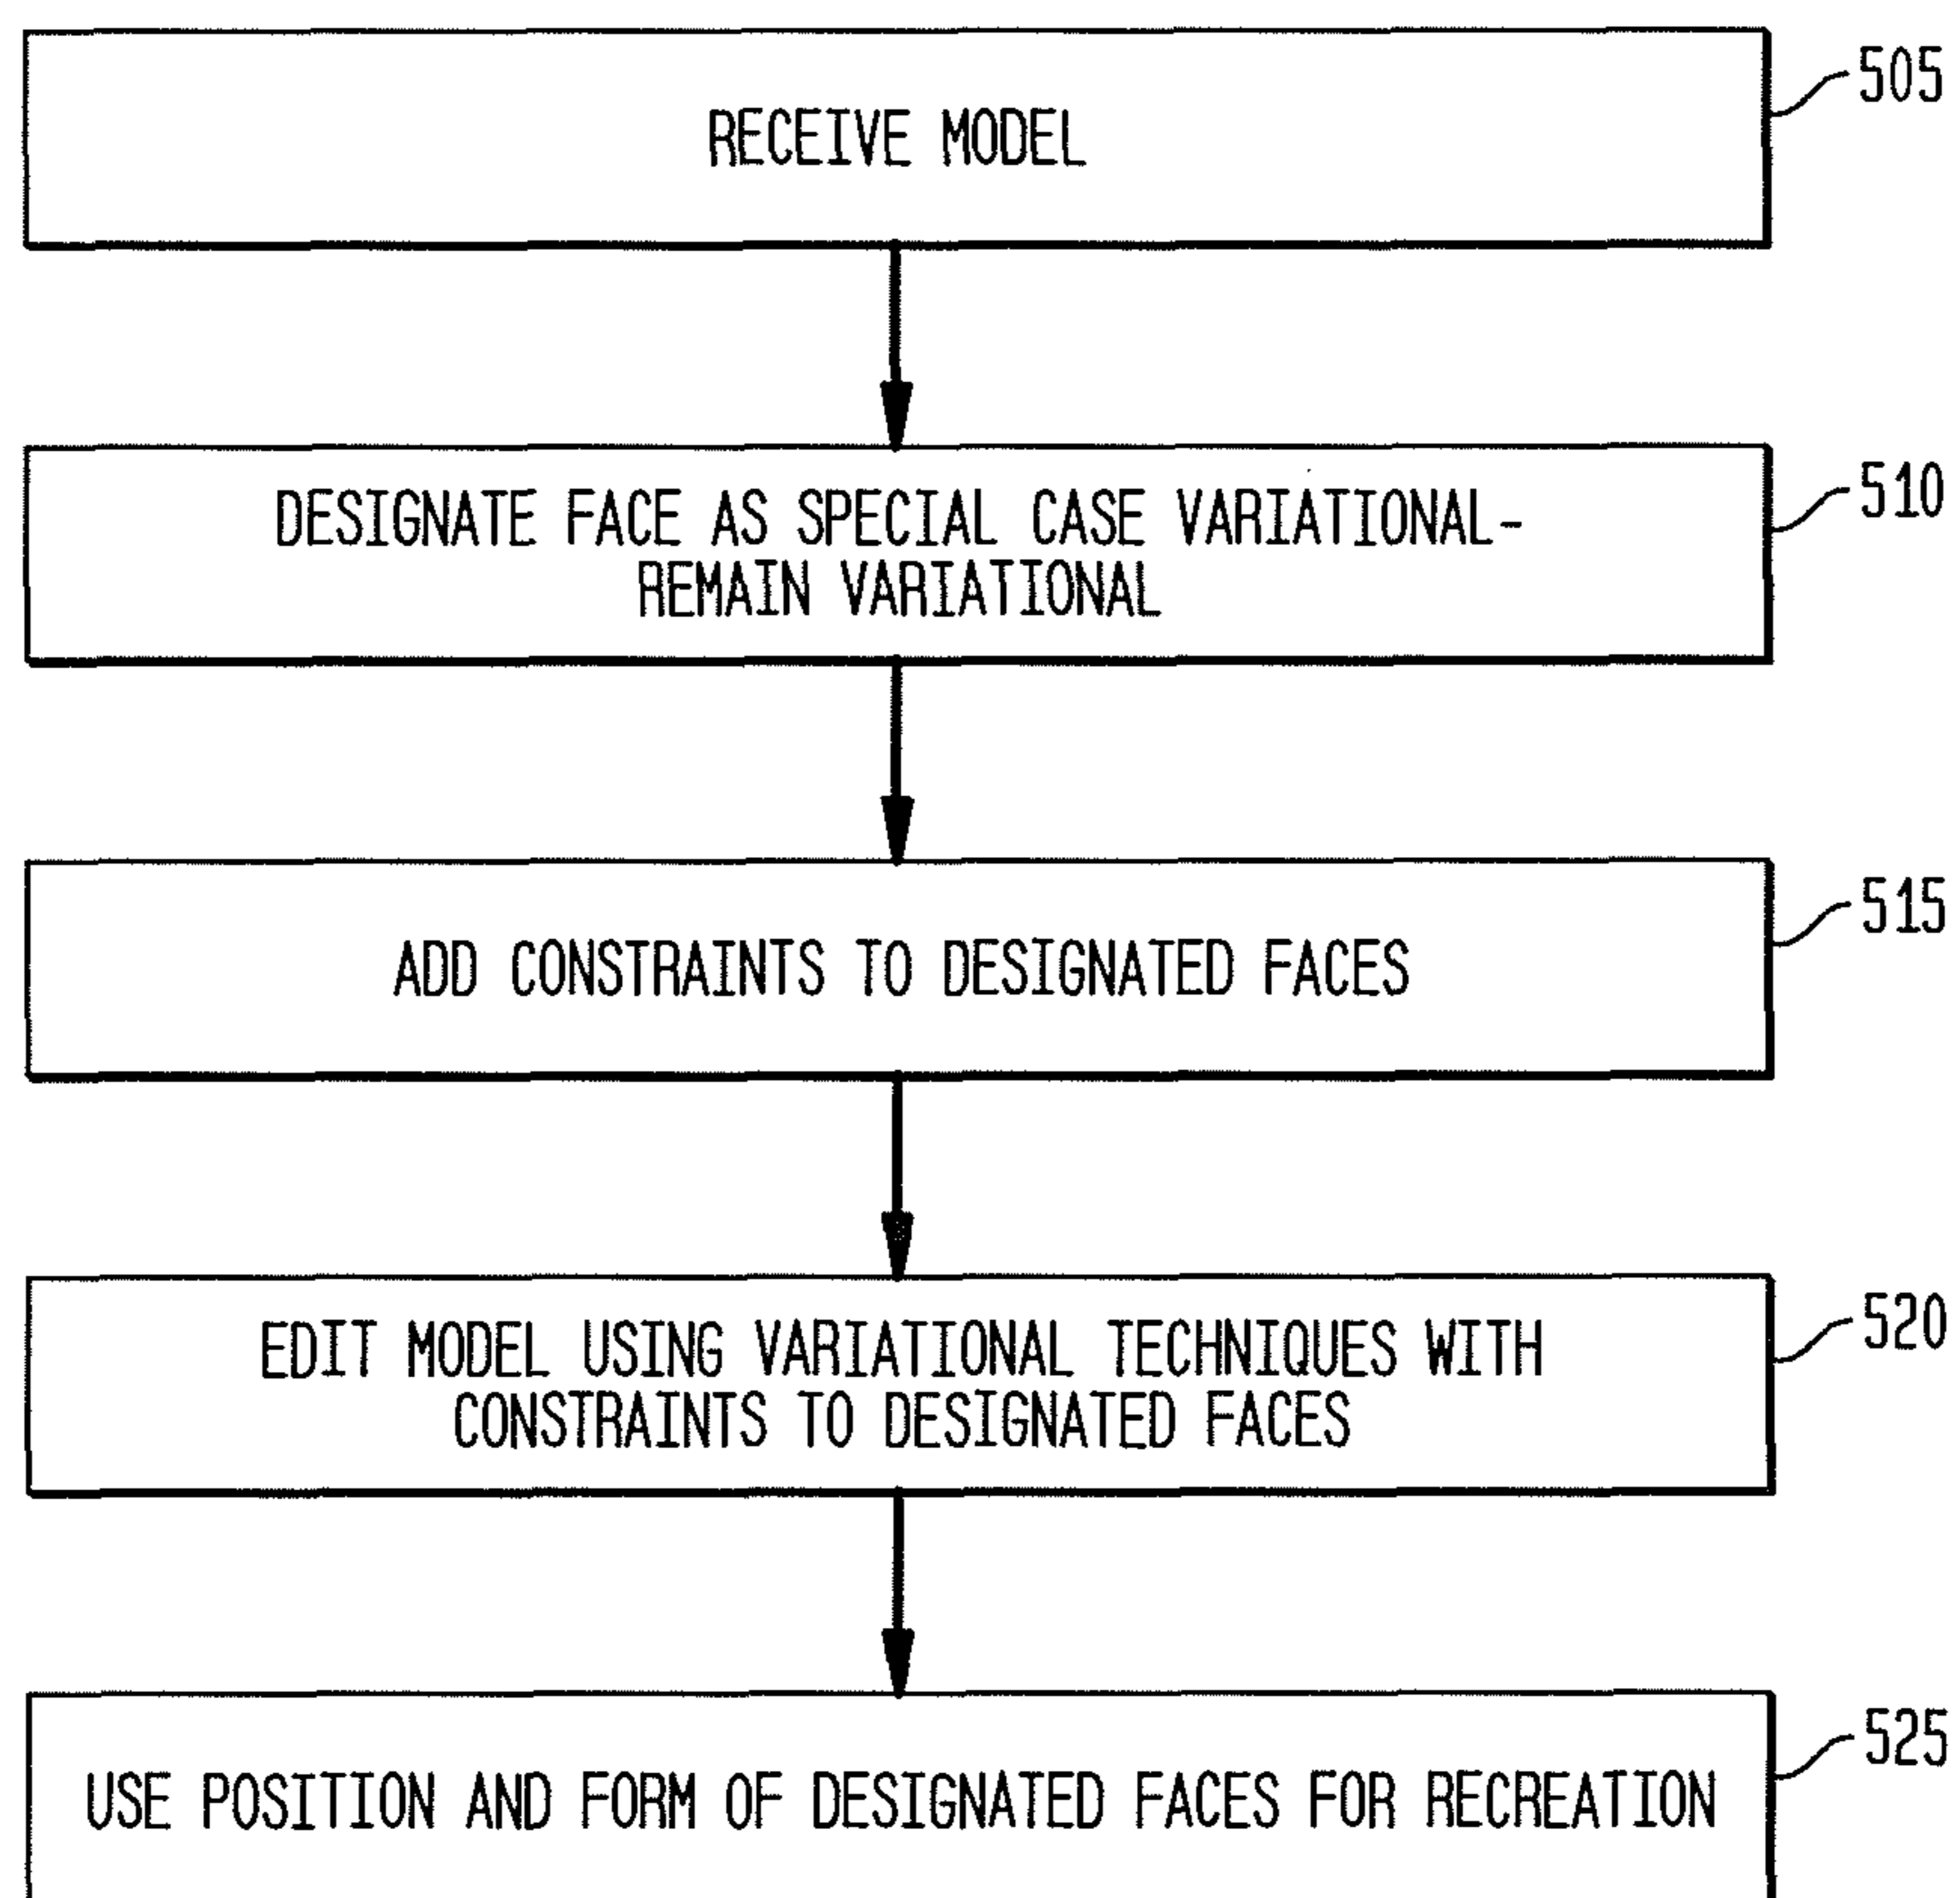 505
RECEIVE MODEL
510
DESIGNATE FACE AS SPECIAL CASE VARIATIONAL-
REMAIN VARIATIONAL
515
ADD CONSTRAINTS TO DESIGNATED FACES
520
EDIT MODEL USING VARIATIONAL TECHNIQUES WITH
CONSTRAINTS TO DESIGNATED FACES
525
USE POSITION AND FORM OF DESIGNATED FACES FOR RECREATION